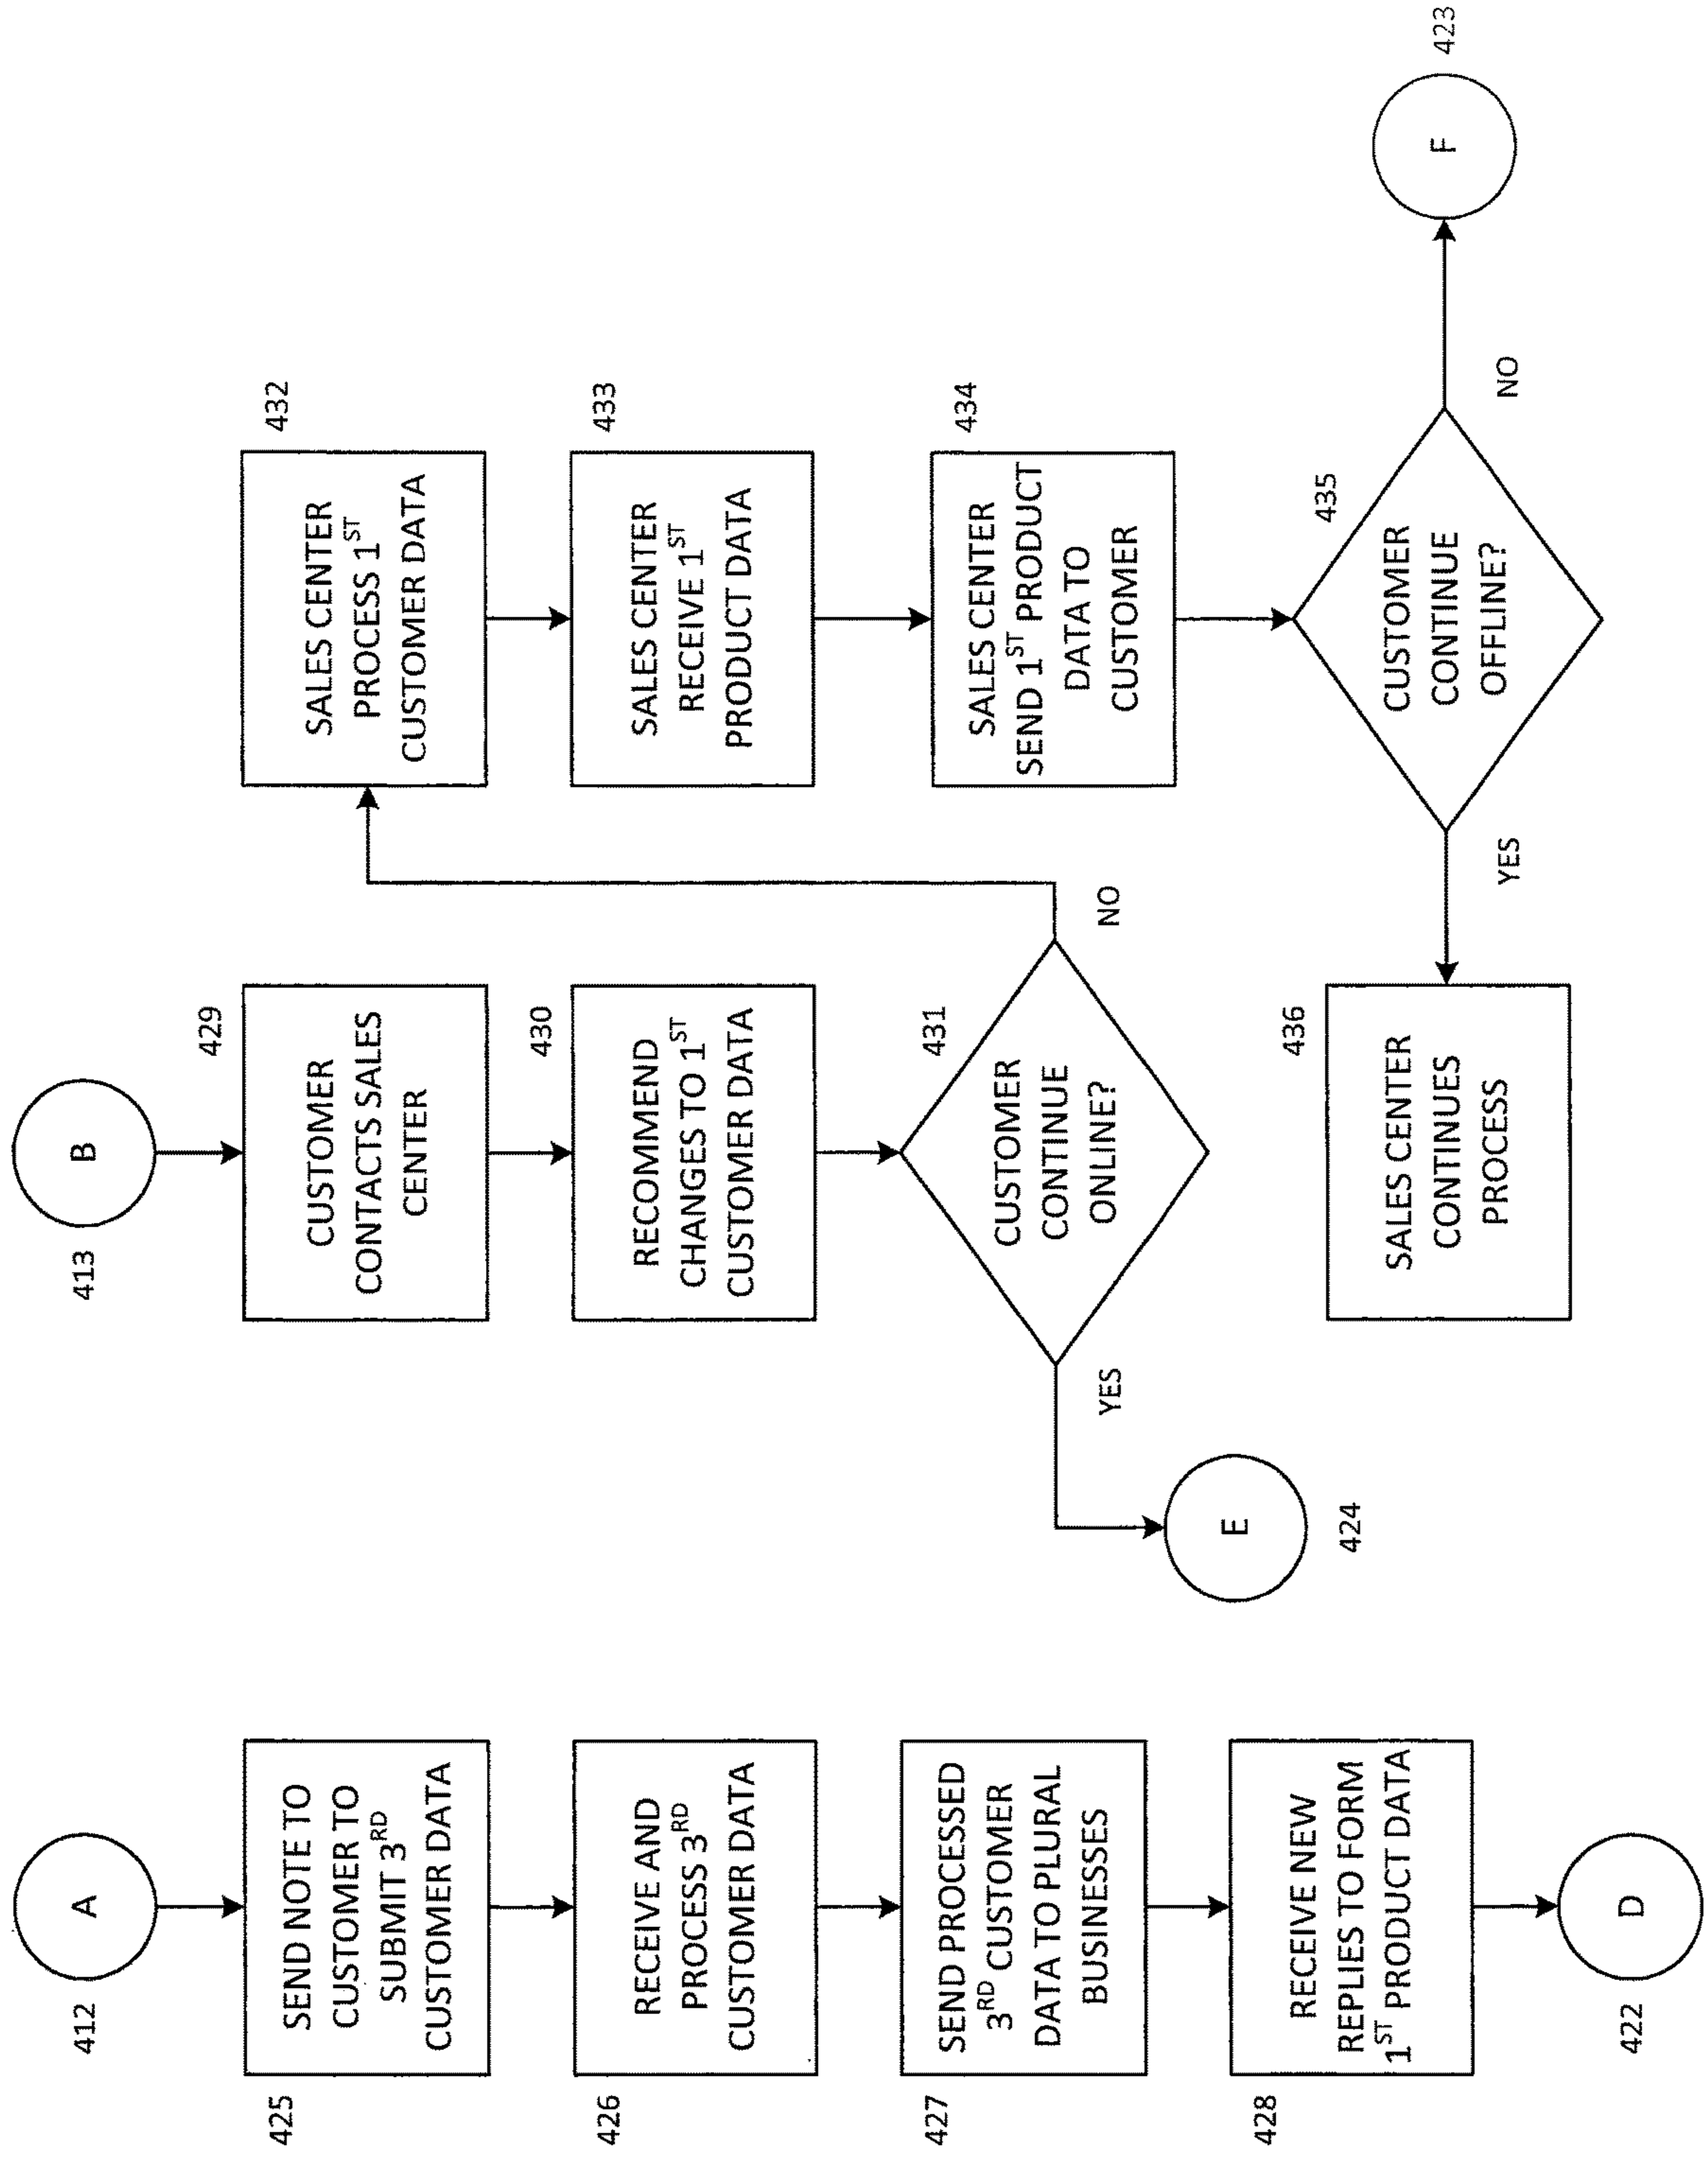 412
A
425
SEND NOTE TO
CUSTOMER TO
SUBMIT 3RD
CUSTOMER DATA
426
RECEIVE AND
PROCESS 3RD
CUSTOMER DATA
427
SEND PROCESSED
3RD CUSTOMER
DATA TO PLURAL
BUSINESSES
428
RECEIVE NEW
REPLIES TO FORM
1ST PRODUCT DATA
422
D
413
B
429
CUSTOMER
CONTACTS SALES
CENTER
430
RECOMMEND
CHANGES TO 1ST
CUSTOMER DATA
431
CUSTOMER
CONTINUE
ONLINE?
YES
NO
E
424
432
SALES CENTER
PROCESS 1ST
CUSTOMER DATA
433
SALES CENTER
RECEIVE 1ST
PRODUCT DATA
434
SALES CENTER
SEND 1ST PRODUCT
DATA TO
CUSTOMER
435
CUSTOMER
CONTINUE
OFFLINE?
YES
NO
436
SALES CENTER
CONTINUES
PROCESS
F
423